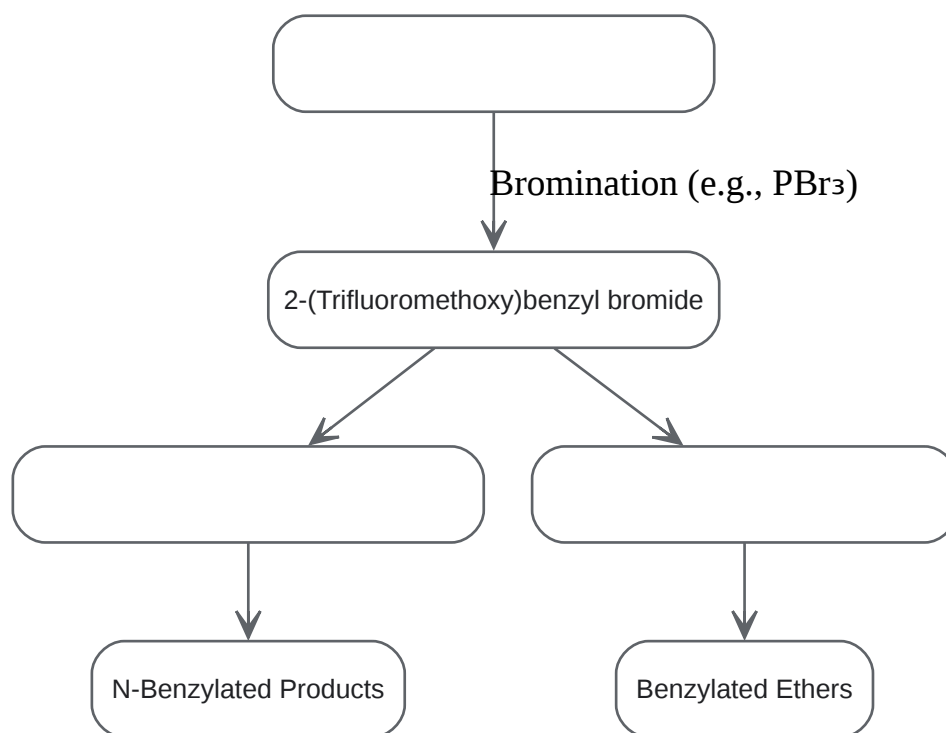 Bromination (e.g., PBr₃)
2-(Trifluoromethoxy)benzyl bromide
N-Benzylated Products
Benzylated Ethers